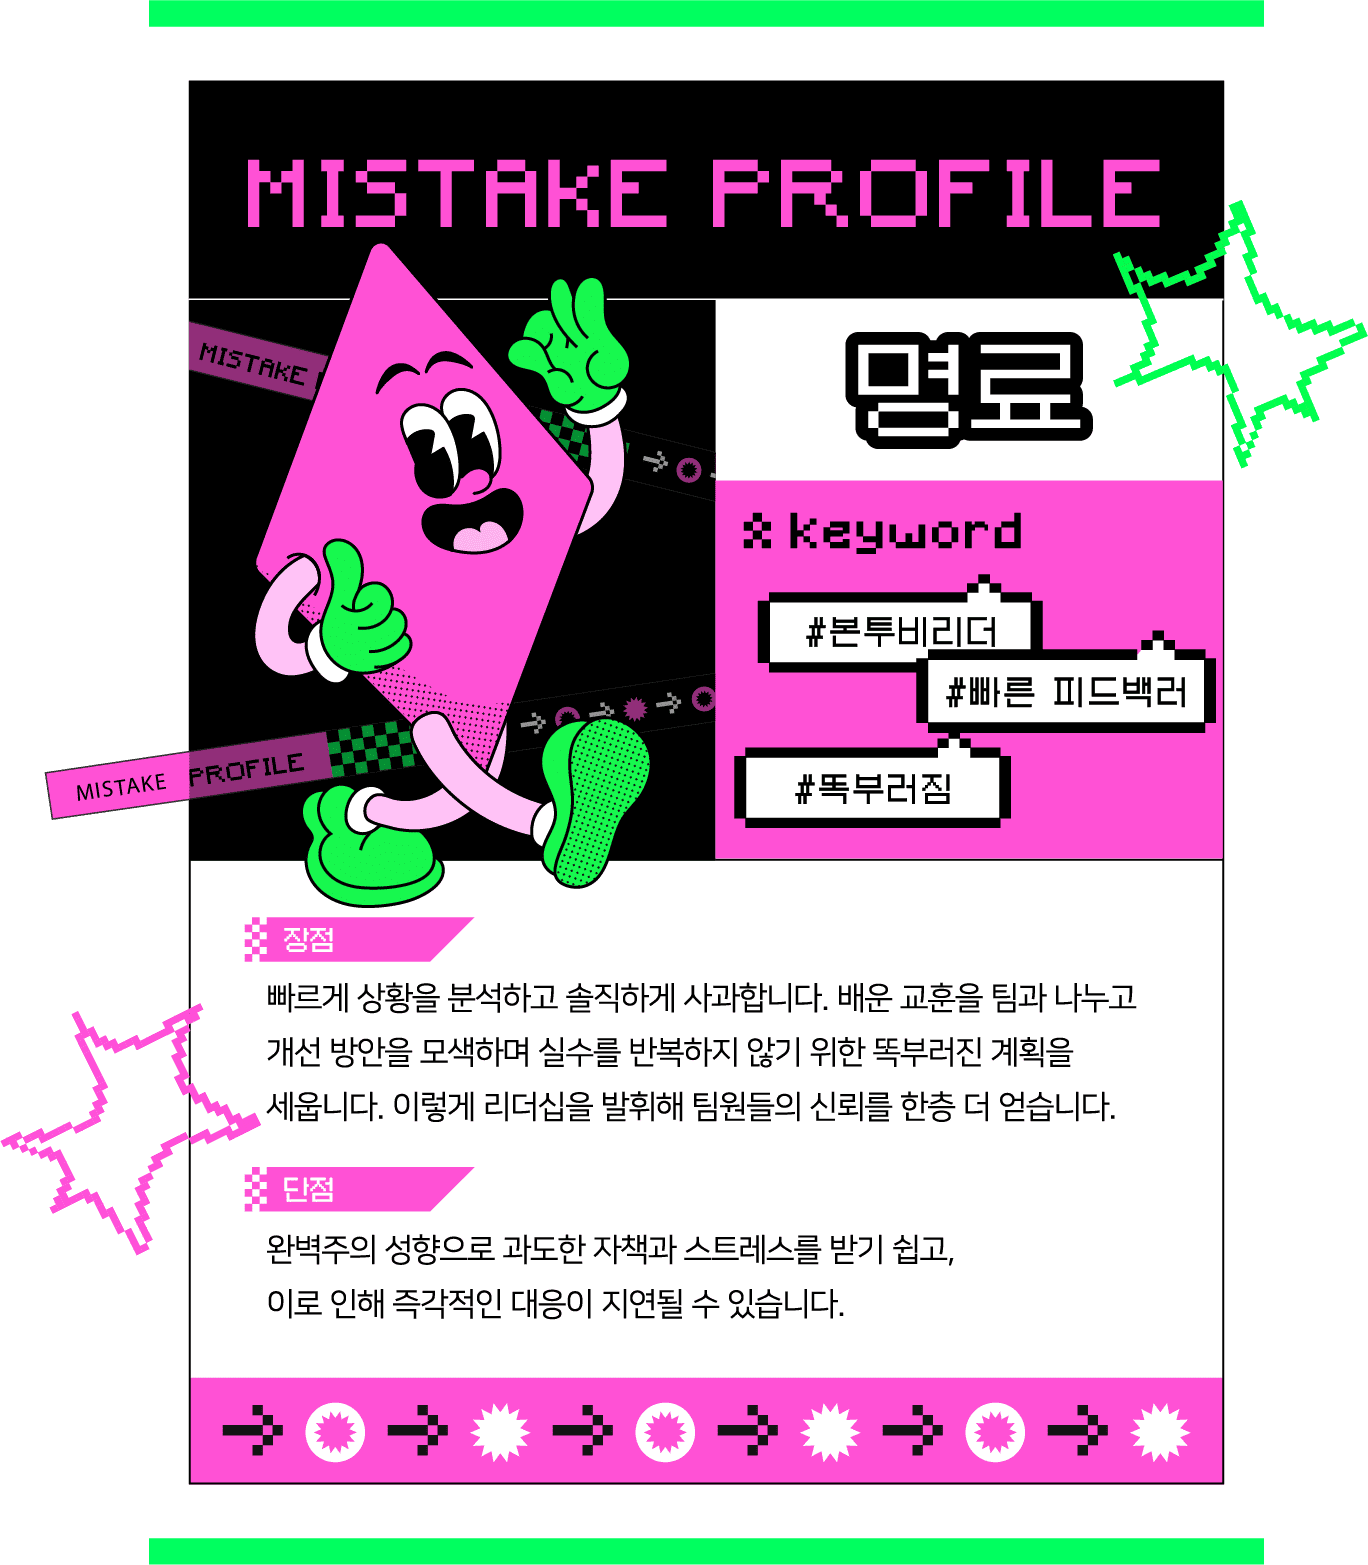 MISTAKE PROFILE
MISTAKE
명료
keyword
#본투비리더
#빠른 피드백러
#똑부러짐
MISTAKE PROFILE
장점
빠르게 상황을 분석하고 솔직하게 사과합니다. 배운 교훈을 팀과 나누고
개선 방안을 모색하며 실수를 반복하지 않기 위한 똑부러진 계획을
세웁니다. 이렇게 리더십을 발휘해 팀원들의 신뢰를 한층 더 얻습니다.
단점
완벽주의 성향으로 과도한 자책과 스트레스를 받기 쉽고,
이로 인해 즉각적인 대응이 지연될 수 있습니다.